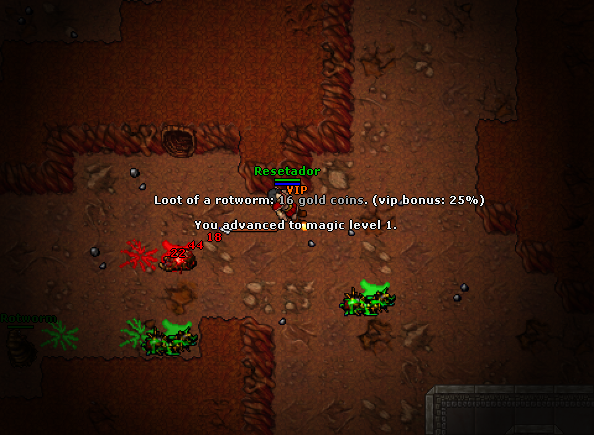 Resetador
-VIP
Loot of a rotworm: 16 gold coins. (vip bonus: 25%)
You advanced to magic level 1.
18
44
Rotworm